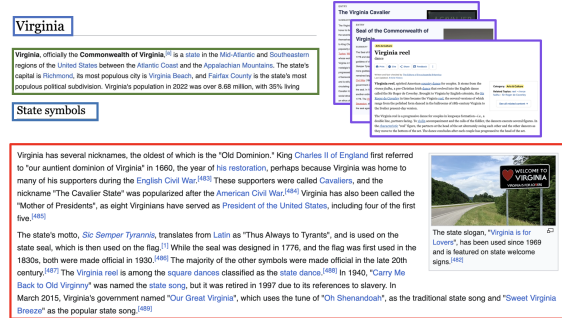 Virginia
Virginia, officially the Commonwealth of Virginia,[a] is a state in the Mid-Atlantic and Southeastern
regions of the United States between the Atlantic Coast and the Appalachian Mountains. The state's
capital is Richmond, its most populous city is Virginia Beach, and Fairfax County is the state's most
populous political subdivision. Virginia's population in 2022 was over 8.68 million, with 35% living
The Virginia Cavalier
Seal of the Commonwealth of
Virginia
Virginia reel
State symbols
Virginia has several nicknames, the oldest of which is the "Old Dominion." King Charles II of England first referred
to "our auntient dominion of Virginia" in 1660, the year of his restoration, perhaps because Virginia was home to
many of his supporters during the English Civil War.[483] These supporters were called Cavaliers, and the
nickname "The Cavalier State" was popularized after the American Civil War.[484] Virginia has also been called the
"Mother of Presidents", as eight Virginians have served as President of the United States, including four of the first
five.[485]
The state's motto, Sic Semper Tyrannis, translates from Latin as "Thus Always to Tyrants", and is used on the
state seal, which is then used on the flag.[1] While the seal was designed in 1776, and the flag was first used in the
1830s, both were made official in 1930.[486] The majority of the other symbols were made official in the late 20th
century.[487] The Virginia reel is among the square dances classified as the state dance.[488] In 1940, "Carry Me
Back to Old Virginny" was named the state song, but it was retired in 1997 due to its references to slavery. In
March 2015, Virginia's government named "Our Great Virginia", which uses the tune of "Oh Shenandoah", as the traditional state song and "Sweet Virginia
Breeze" as the popular state song.[489]
WELCOME TO
VIRGINIA
The state slogan, "Virginia is for
Lovers", has been used since 1969
and is featured on state welcome
signs.[482]